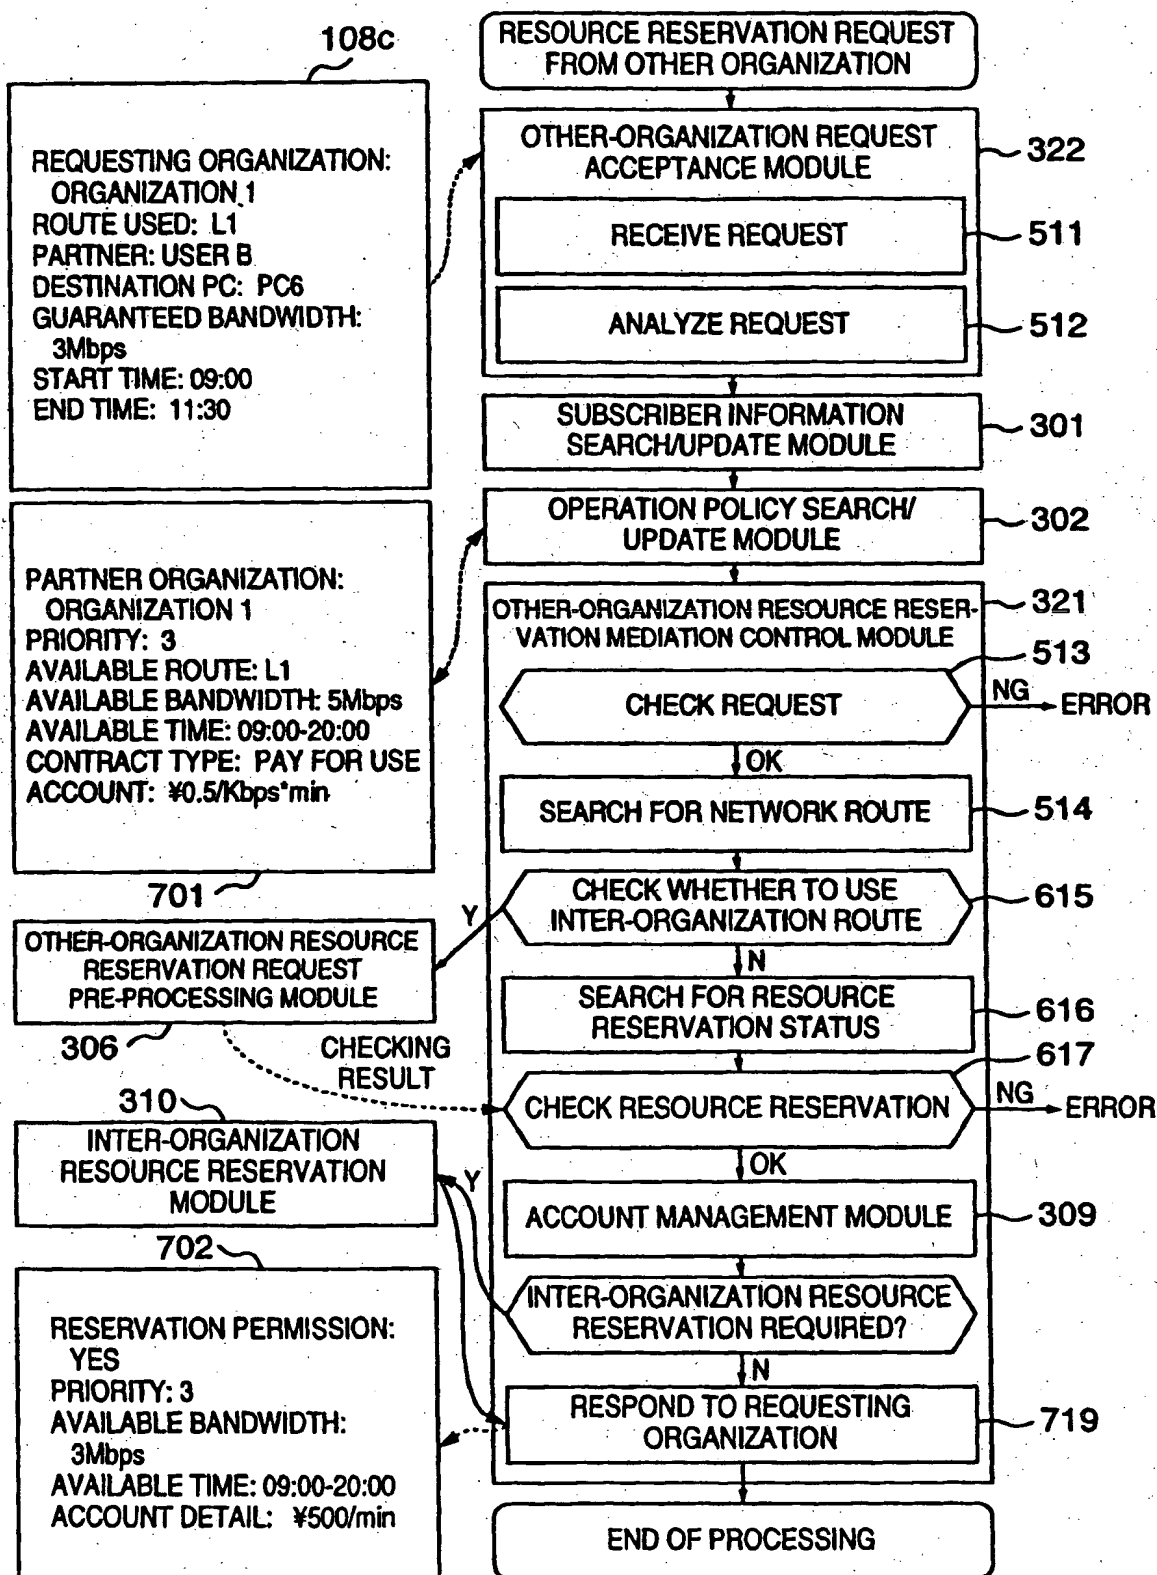 RESOURCE RESERVATION REQUEST
FROM OTHER ORGANIZATION
108c
REQUESTING ORGANIZATION:
ORGANIZATION 1
ROUTE USED: L1
PARTNER: USER B
DESTINATION PC: PC6
GUARANTEED BANDWIDTH:
3Mbps
START TIME: 09:00
END TIME: 11:30
OTHER-ORGANIZATION REQUEST
ACCEPTANCE MODULE
322
RECEIVE REQUEST
511
ANALYZE REQUEST
512
SUBSCRIBER INFORMATION
SEARCH/UPDATE MODULE
301
OPERATION POLICY SEARCH/
UPDATE MODULE
302
PARTNER ORGANIZATION:
ORGANIZATION 1
PRIORITY: 3
AVAILABLE ROUTE: L1
AVAILABLE BANDWIDTH: 5Mbps
AVAILABLE TIME: 09:00-20:00
CONTRACT TYPE: PAY FOR USE
ACCOUNT: ¥0.5/Kbps*min
701
OTHER-ORGANIZATION RESOURCE RESER-
VATION MEDIATION CONTROL MODULE
321
513
CHECK REQUEST
NG
ERROR
OK
SEARCH FOR NETWORK ROUTE
514
CHECK WHETHER TO USE
INTER-ORGANIZATION ROUTE
615
Y
N
OTHER-ORGANIZATION RESOURCE
RESERVATION REQUEST
PRE-PROCESSING MODULE
306
CHECKING
RESULT
SEARCH FOR RESOURCE
RESERVATION STATUS
616
617
CHECK RESOURCE RESERVATION
NG
ERROR
OK
310
INTER-ORGANIZATION
RESOURCE RESERVATION
MODULE
Y
ACCOUNT MANAGEMENT MODULE
309
INTER-ORGANIZATION RESOURCE
RESERVATION REQUIRED?
N
702
RESERVATION PERMISSION:
YES
PRIORITY: 3
AVAILABLE BANDWIDTH:
3Mbps
AVAILABLE TIME: 09:00-20:00
ACCOUNT DETAIL: ¥500/min
RESPOND TO REQUESTING
ORGANIZATION
719
END OF PROCESSING